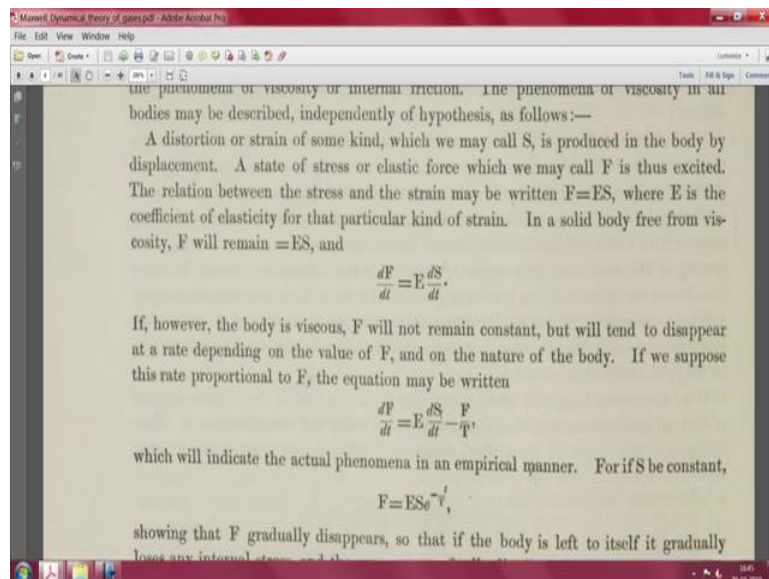 Maxwell Dynamical theory of gases.pdf - Adobe Acrobat Pro
File Edit View Window Help
Open Create
Customize
Tools Fill & Sign Comment
the phenomena of viscosity or internal friction. The phenomena of viscosity in all
bodies may be described, independently of hypothesis, as follows:—
A distortion or strain of some kind, which we may call S, is produced in the body by
displacement. A state of stress or elastic force which we may call F is thus excited.
The relation between the stress and the strain may be written F=ES, where E is the
coefficient of elasticity for that particular kind of strain. In a solid body free from vis-
cosity, F will remain =ES, and
dF/dt = E dS/dt.
If, however, the body is viscous, F will not remain constant, but will tend to disappear
at a rate depending on the value of F, and on the nature of the body. If we suppose
this rate proportional to F, the equation may be written
dF/dt = E dS/dt − F/T,
which will indicate the actual phenomena in an empirical manner. For if S be constant,
F=ESe^(−t/T),
showing that F gradually disappears, so that if the body is left to itself it gradually
loses any internal stress
16:45